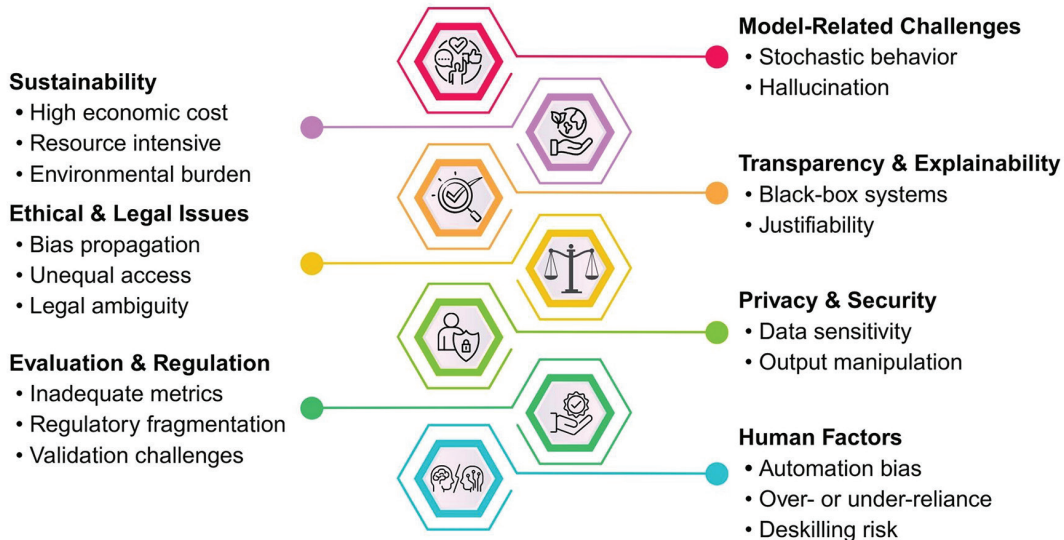 Model-Related Challenges
• Stochastic behavior
• Hallucination
Sustainability
• High economic cost
• Resource intensive
• Environmental burden
Transparency & Explainability
• Black-box systems
• Justifiability
Ethical & Legal Issues
• Bias propagation
• Unequal access
• Legal ambiguity
Privacy & Security
• Data sensitivity
• Output manipulation
Evaluation & Regulation
• Inadequate metrics
• Regulatory fragmentation
• Validation challenges
Human Factors
• Automation bias
• Over- or under-reliance
• Deskilling risk